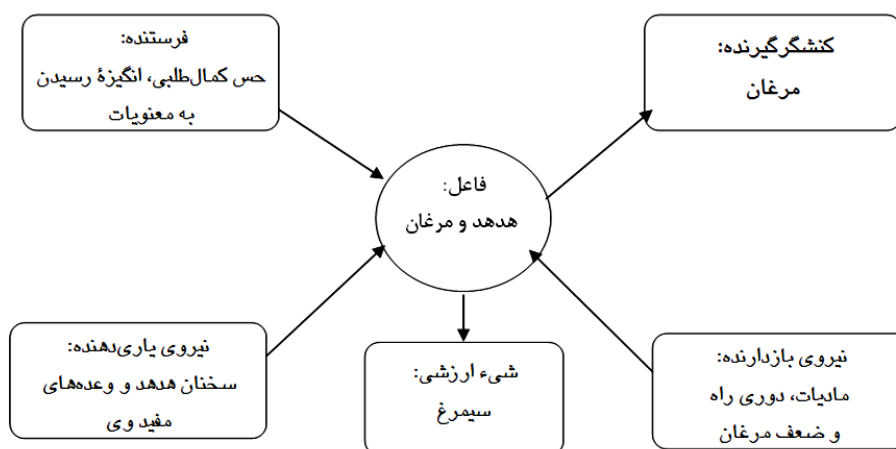 کنشگرگیرنده:
مرغان
فرستنده:
حس کمال‌طلبی، انگیزۀ رسیدن
به معنویات
فاعل:
هدهد و مرغان
نیروی بازدارنده:
مادیات، دوری راه
و ضعف مرغان
شیء ارزشی:
سیمرغ
نیروی یاری‌دهنده:
سخنان هدهد و وعده‌های
مفید وی